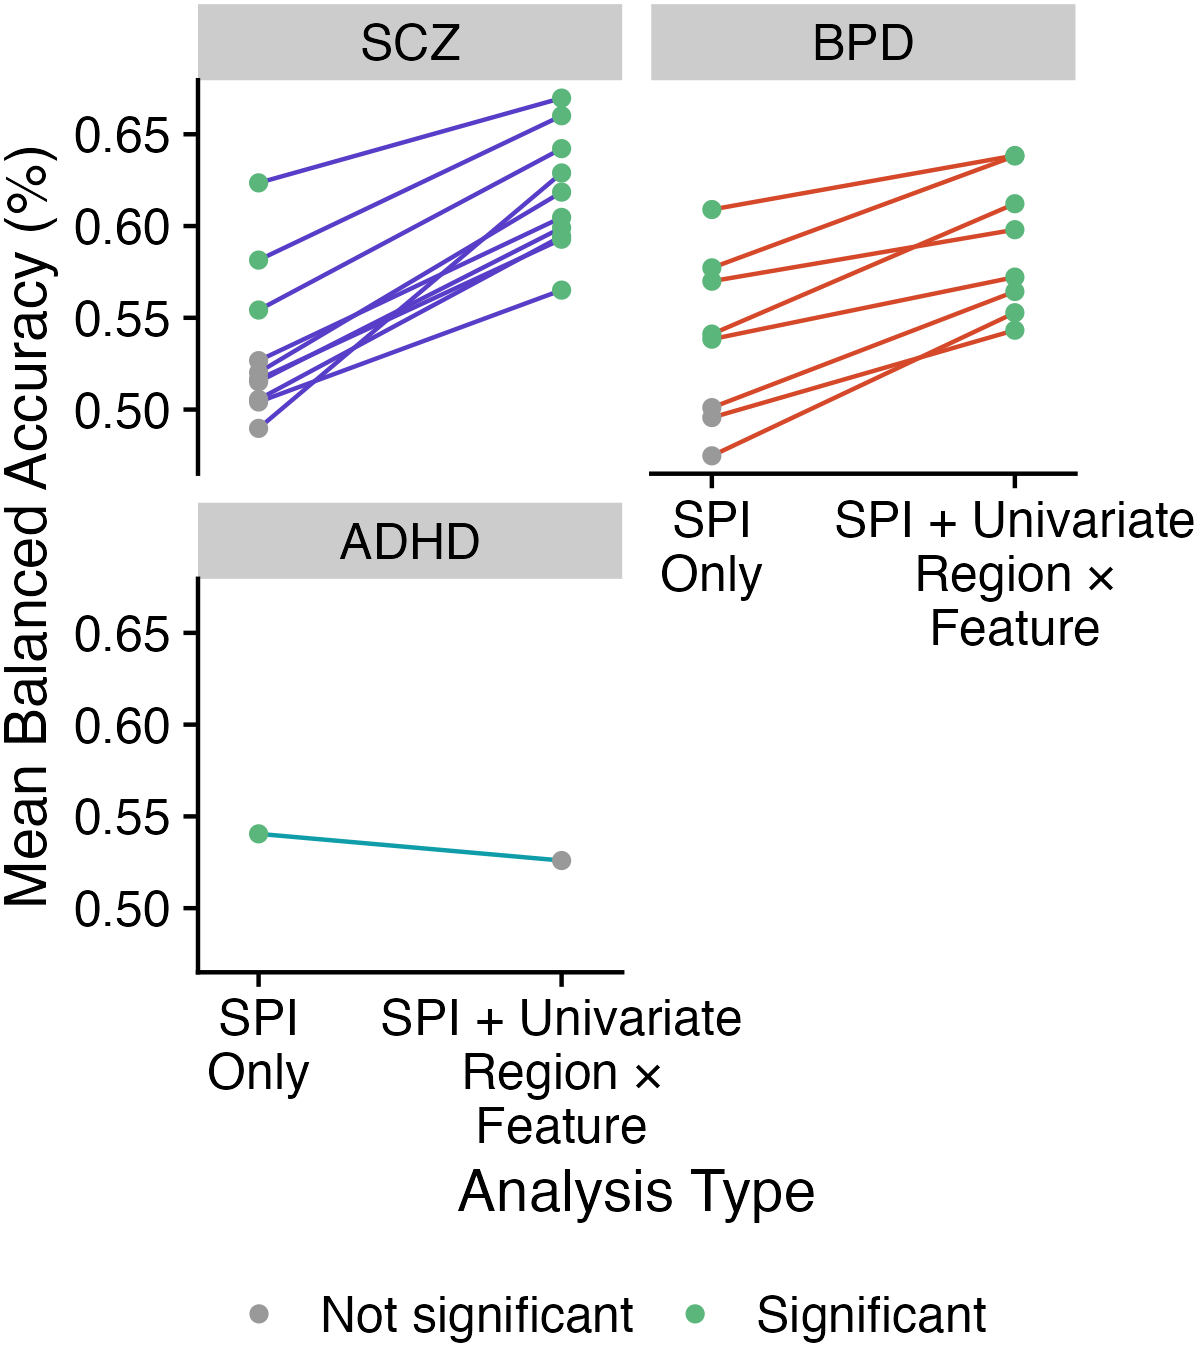 SCZ
BPD
Mean Balanced Accuracy (%)
0.65
0.60
0.55
0.50
SPI
Only
SPI + Univariate
Region ×
Feature
ADHD
0.65
0.60
0.55
0.50
SPI
Only
SPI + Univariate
Region ×
Feature
Analysis Type
Not significant
Significant